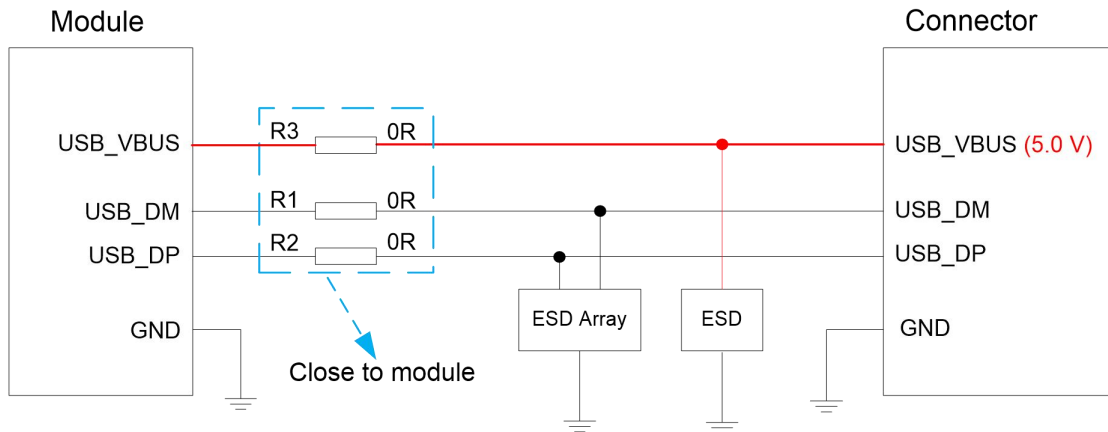 Module
Connector
R3
0R
USB_VBUS
USB_VBUS (5.0 V)
R1
0R
USB_DM
USB_DM
R2
0R
USB_DP
USB_DP
ESD Array
ESD
GND
GND
Close to module